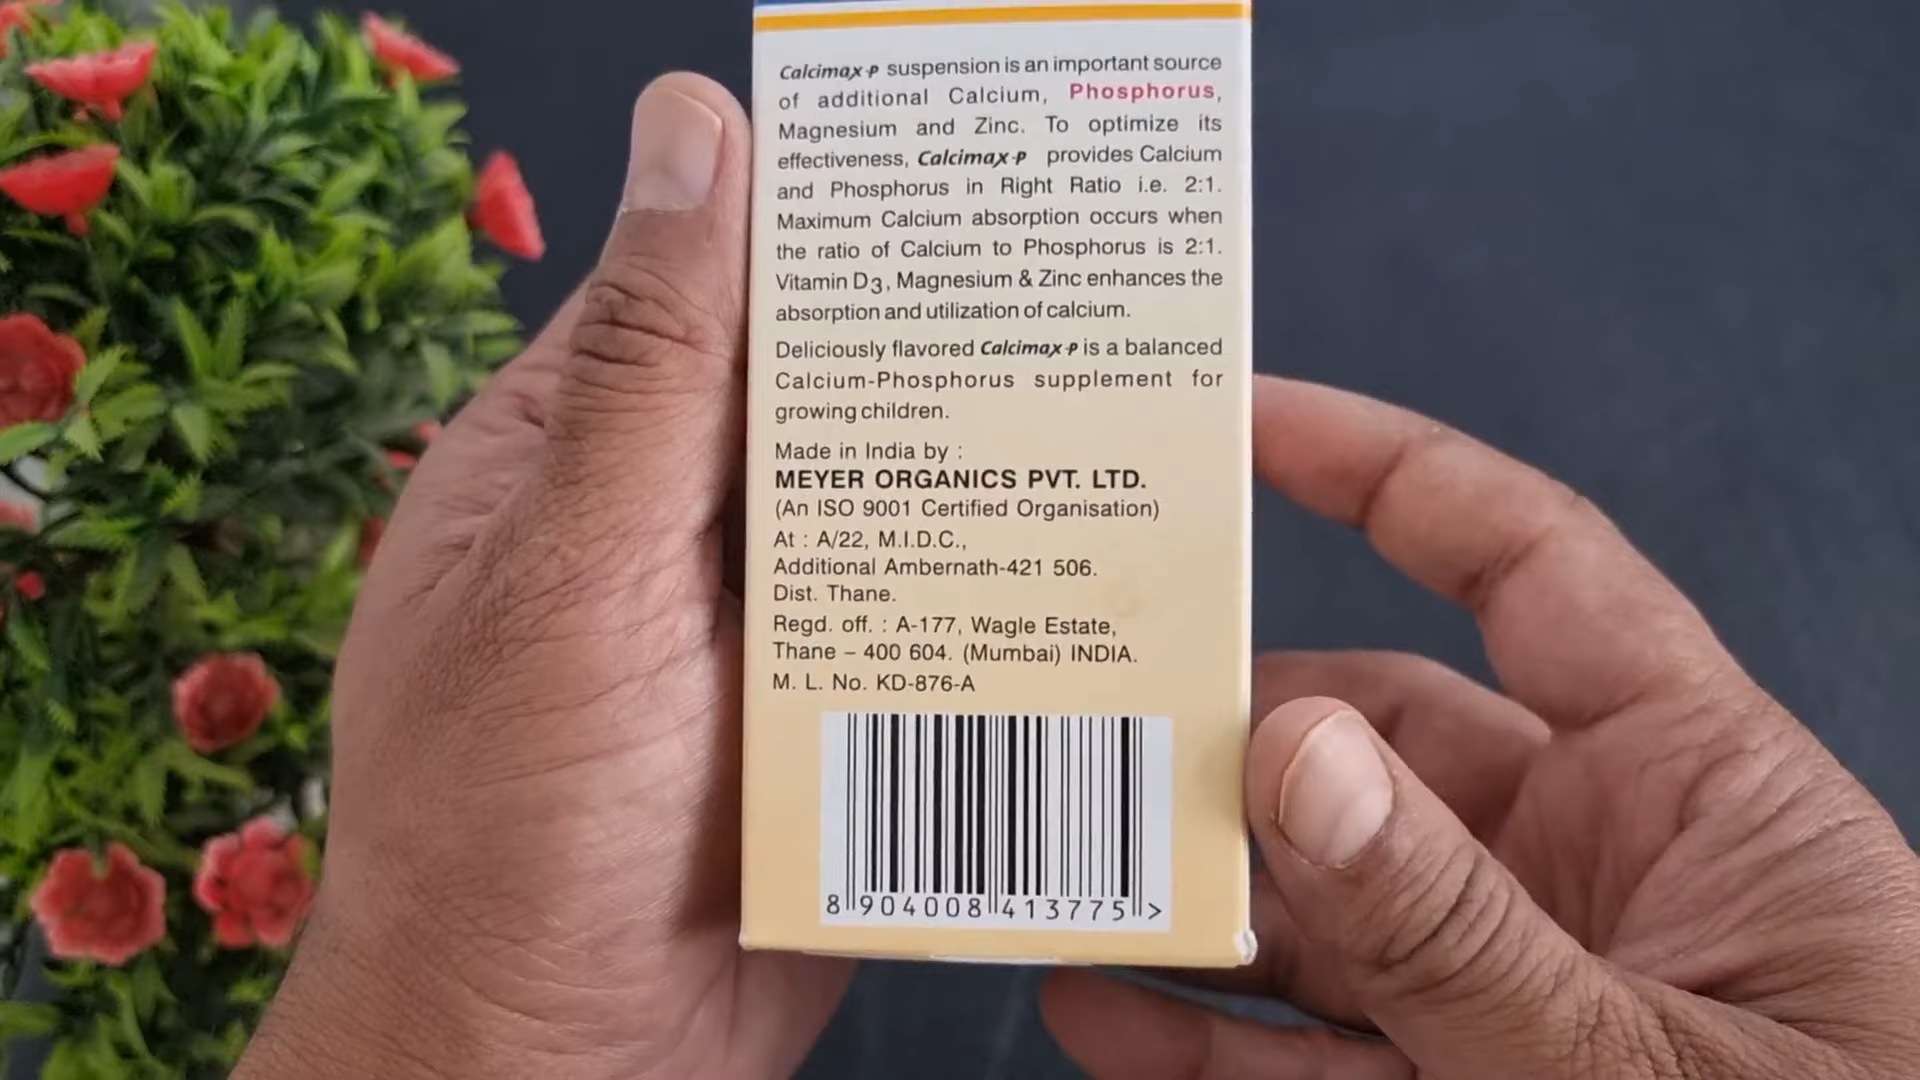 Calcimax-P suspension is an important source
of additional Calcium, Phosphorus,
Magnesium and Zinc. To optimize its
effectiveness, Calcimax-P provides Calcium
and Phosphorus in Right Ratio i.e. 2:1.
Maximum Calcium absorption occurs when
the ratio of Calcium to Phosphorus is 2:1.
Vitamin D3, Magnesium & Zinc enhances the
absorption and utilization of calcium.
Deliciously flavored Calcimax-P is a balanced
Calcium-Phosphorus supplement for
growing children.
Made in India by :
MEYER ORGANICS PVT. LTD.
(An ISO 9001 Certified Organisation)
At : A/22, M.I.D.C.,
Additional Ambernath-421 506.
Dist. Thane.
Regd. off. : A-177, Wagle Estate,
Thane – 400 604. (Mumbai) INDIA.
M. L. No. KD-876-A
8 904008 413775 >